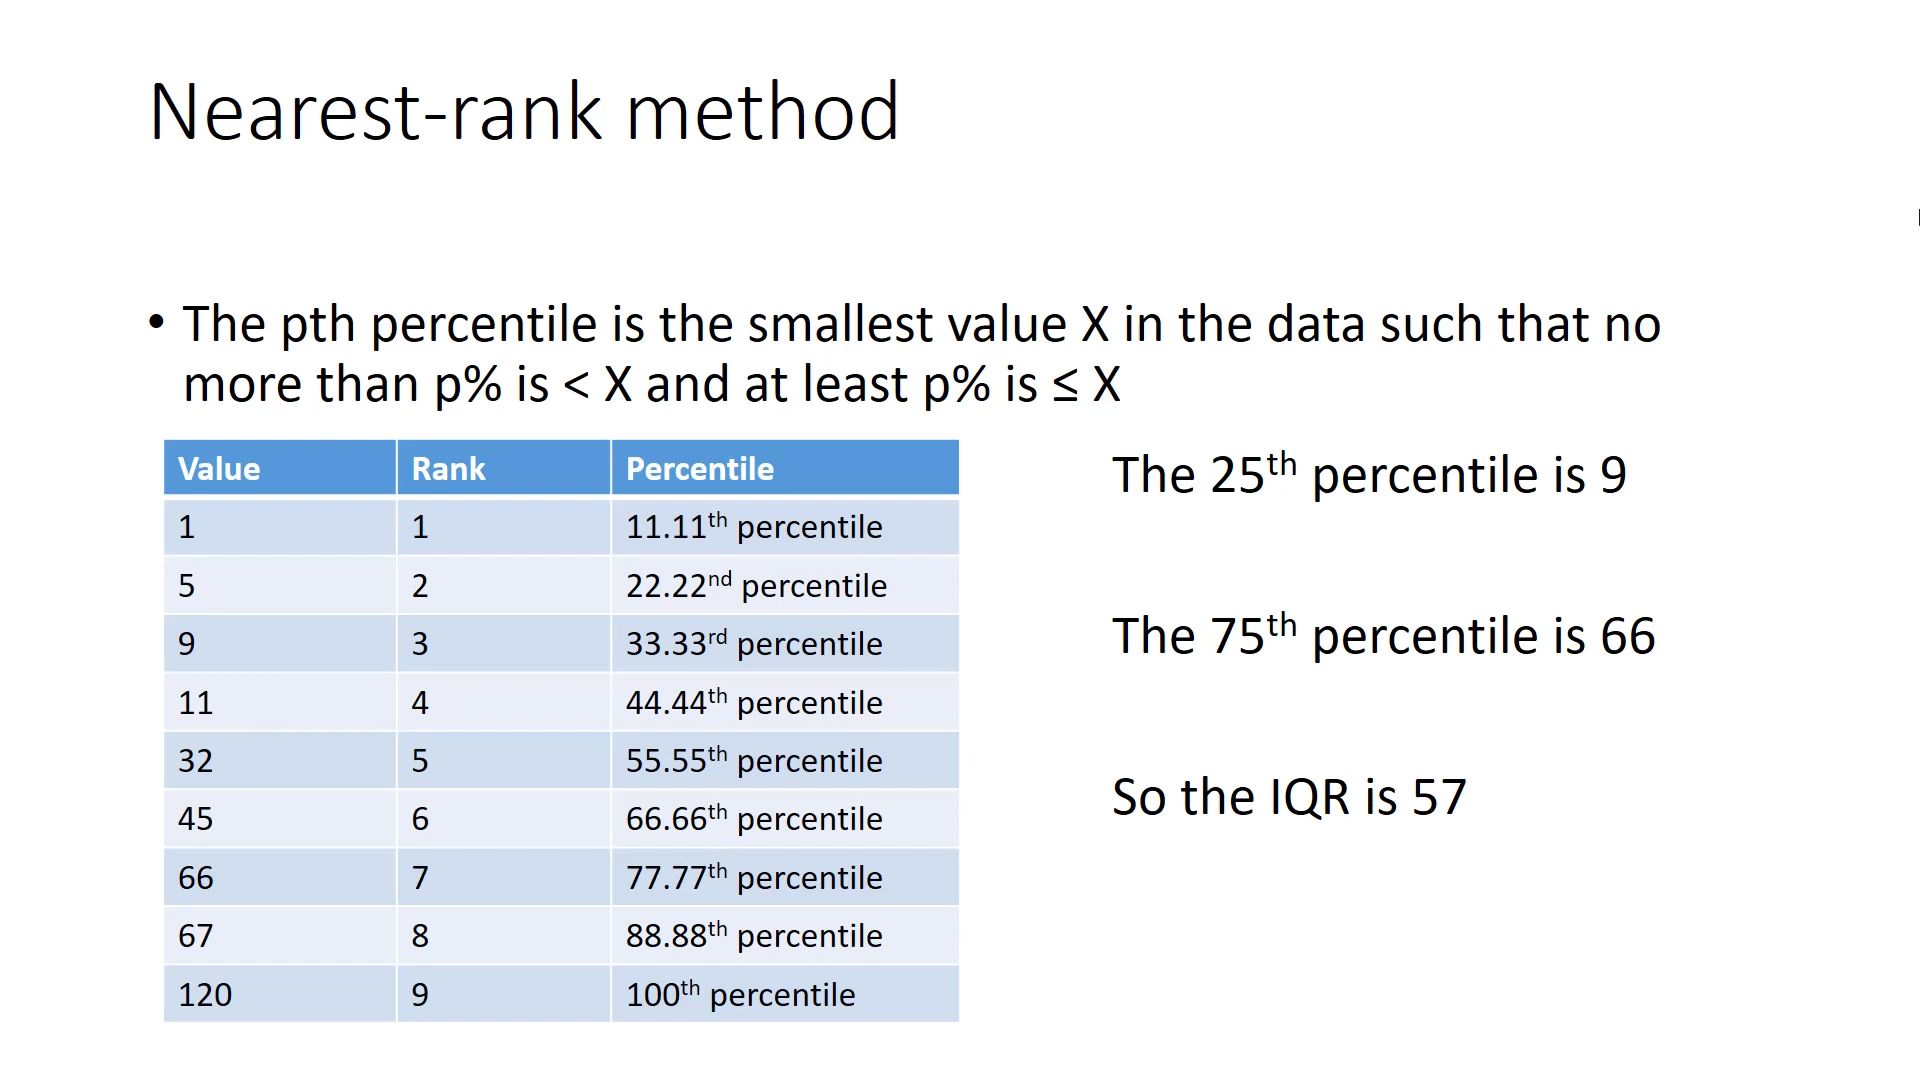 Nearest-rank method
• The pth percentile is the smallest value X in the data such that no
more than p% is < X and at least p% is ≤ X
Value Rank Percentile
1 1 11.11th percentile
5 2 22.22nd percentile
9 3 33.33rd percentile
11 4 44.44th percentile
32 5 55.55th percentile
45 6 66.66th percentile
66 7 77.77th percentile
67 8 88.88th percentile
120 9 100th percentile
The 25th percentile is 9
The 75th percentile is 66
So the IQR is 57